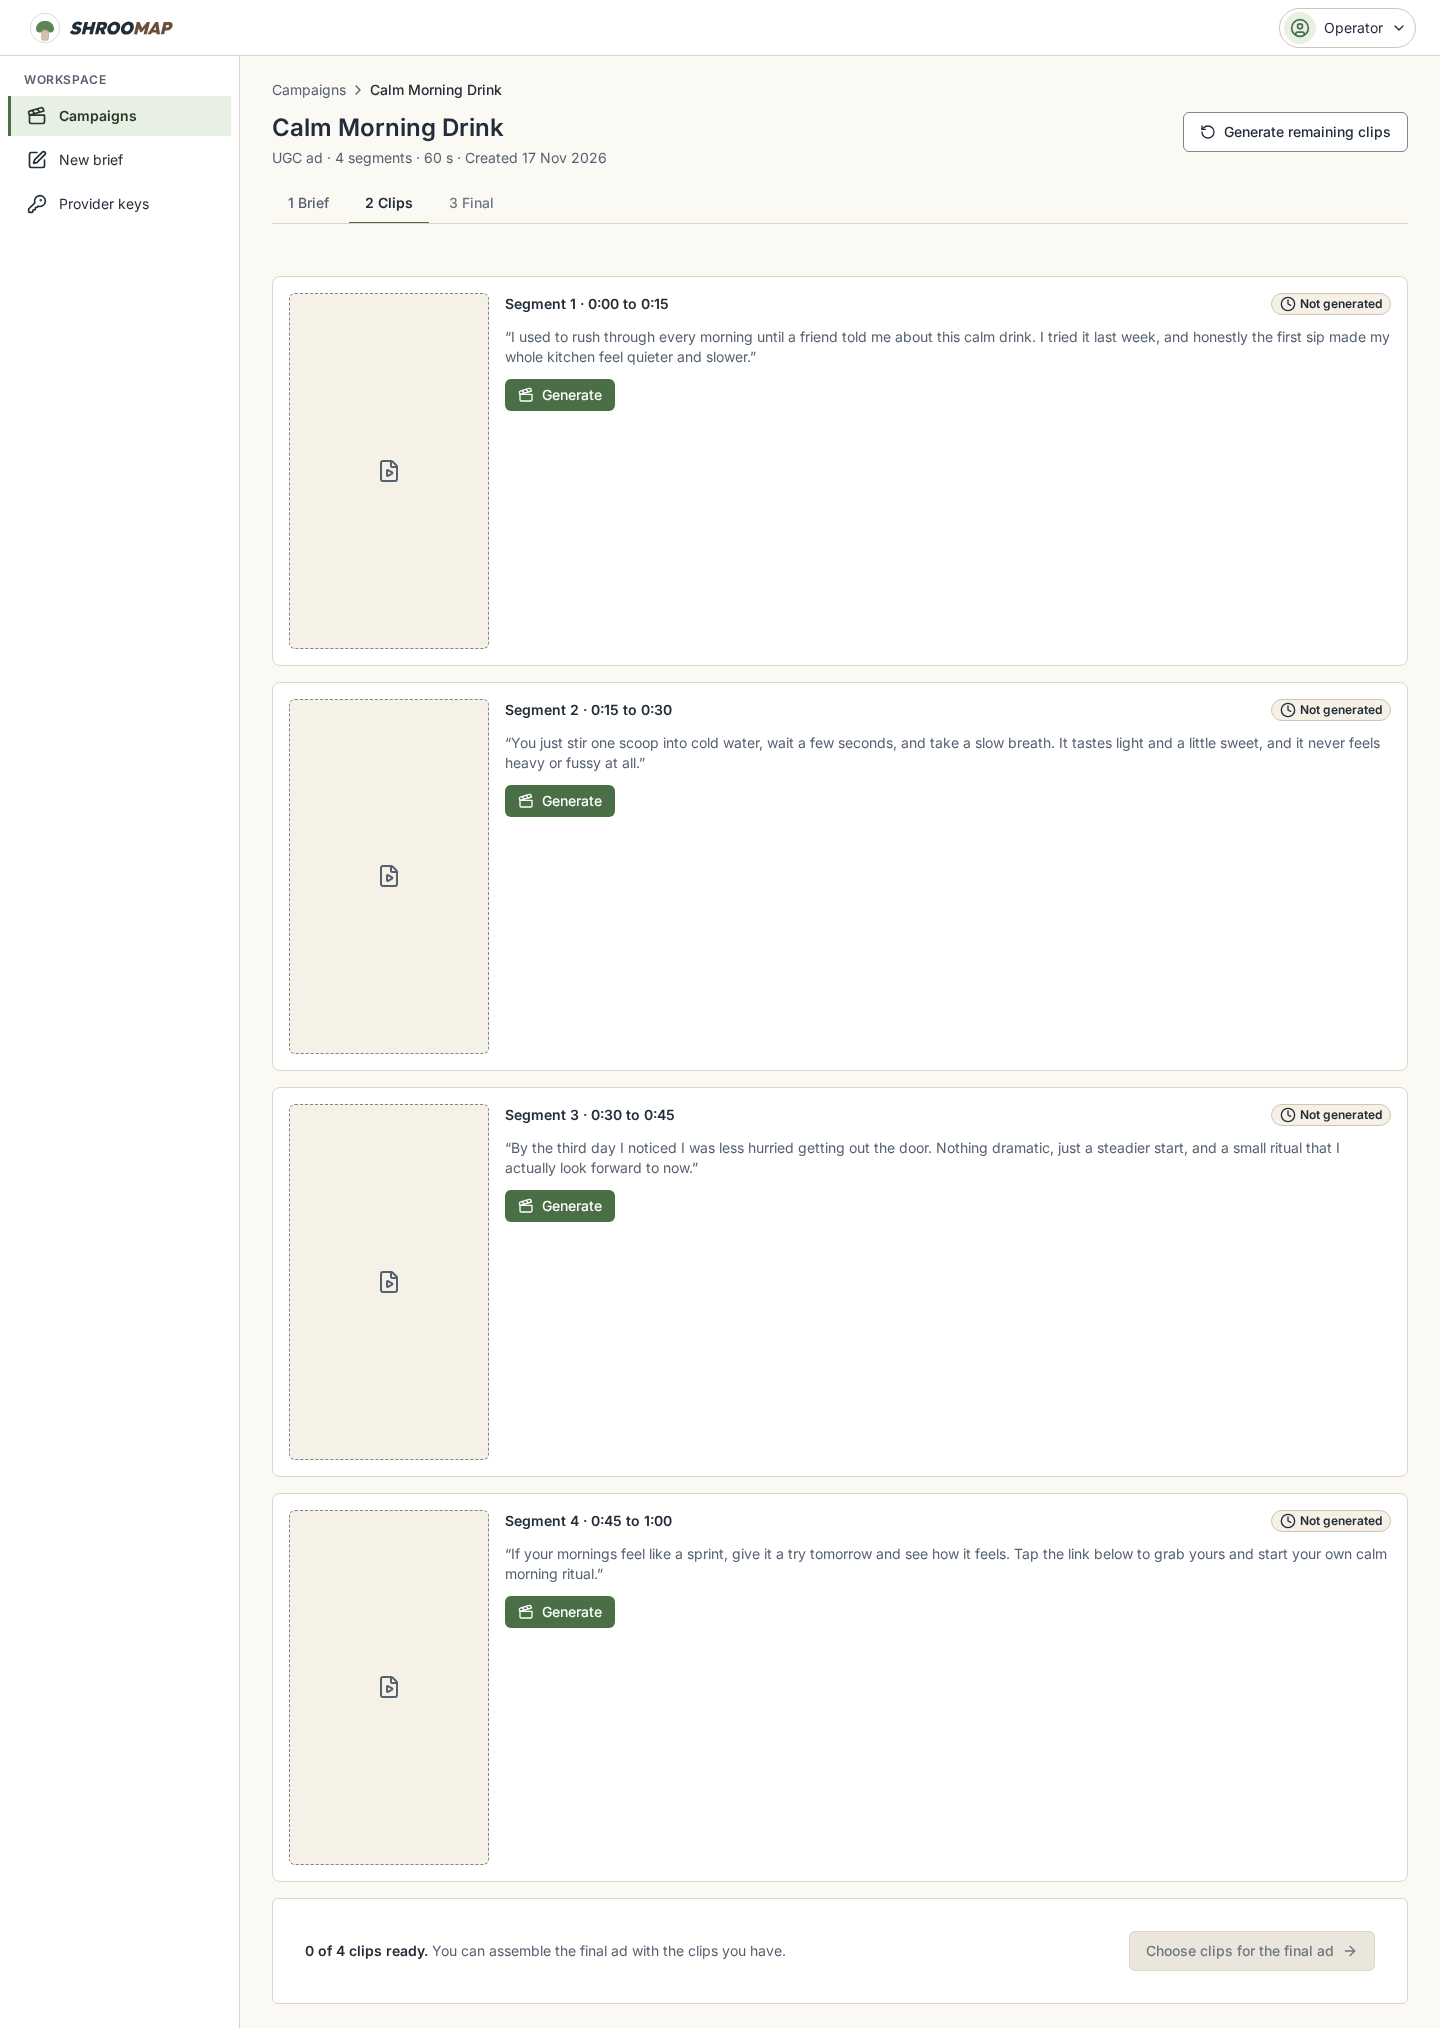 SHROOMAP
Operator
WORKSPACE
Campaigns
New brief
Provider keys
Campaigns > Calm Morning Drink
Calm Morning Drink
UGC ad · 4 segments · 60 s · Created 17 Nov 2026
Generate remaining clips
1 Brief
2 Clips
3 Final
Segment 1 · 0:00 to 0:15
Not generated
“I used to rush through every morning until a friend told me about this calm drink. I tried it last week, and honestly the first sip made my
whole kitchen feel quieter and slower.”
Generate
Segment 2 · 0:15 to 0:30
Not generated
“You just stir one scoop into cold water, wait a few seconds, and take a slow breath. It tastes light and a little sweet, and it never feels
heavy or fussy at all.”
Generate
Segment 3 · 0:30 to 0:45
Not generated
“By the third day I noticed I was less hurried getting out the door. Nothing dramatic, just a steadier start, and a small ritual that I
actually look forward to now.”
Generate
Segment 4 · 0:45 to 1:00
Not generated
“If your mornings feel like a sprint, give it a try tomorrow and see how it feels. Tap the link below to grab yours and start your own calm
morning ritual.”
Generate
0 of 4 clips ready. You can assemble the final ad with the clips you have.
Choose clips for the final ad